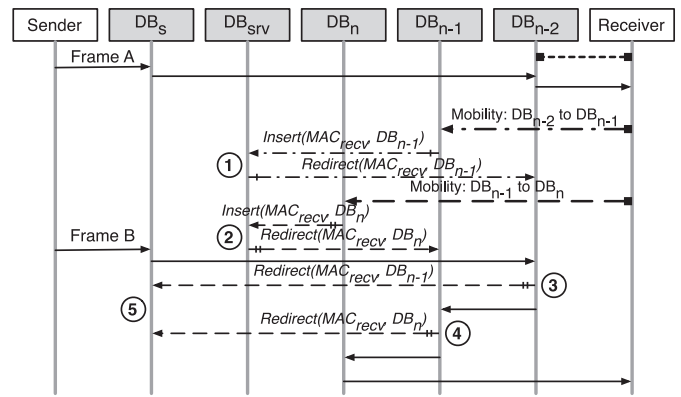 Sender DBs DBsrv DBn DBn-1 DBn-2 Receiver
Frame A
Mobility: DBn-2 to DBn-1
Insert(MACrecv, DBn-1)
1 Redirect(MACrecv, DBn-1)
Mobility: DBn-1 to DBn
Insert(MACrecv, DBn)
Frame B 2 Redirect(MACrecv, DBn)
Redirect(MACrecv, DBn-1) 3
5
Redirect(MACrecv, DBn) 4